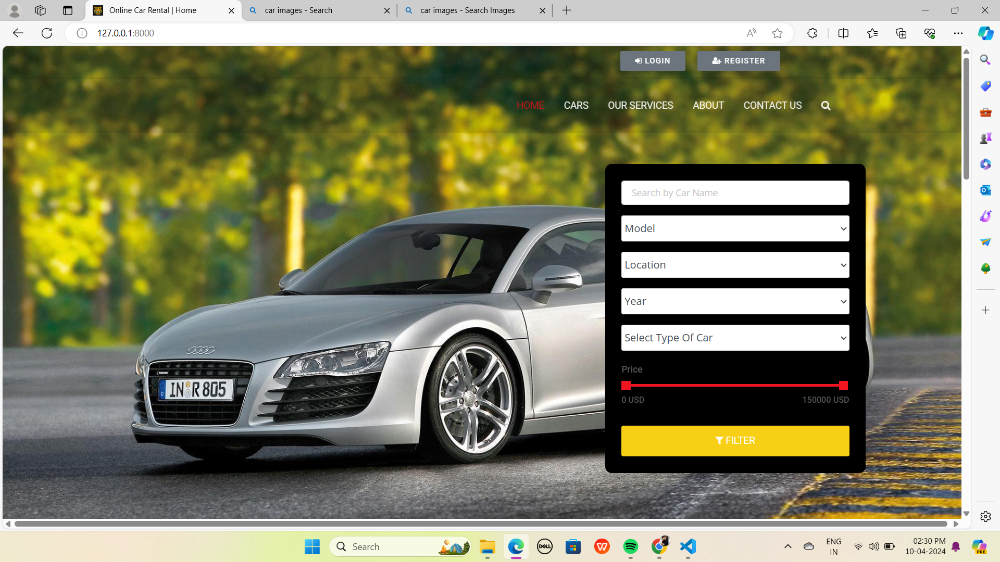 Online Car Rental | Home
car images - Search
car images - Search Images
127.0.0.1:8000
LOGIN
REGISTER
HOME
CARS
OUR SERVICES
ABOUT
CONTACT US
Search by Car Name
Model
Location
Year
Select Type Of Car
Price
0 USD
150000 USD
FILTER
IN R 805
D
Search
DELL
ENG
IN
02:30 PM
10-04-2024
PRE